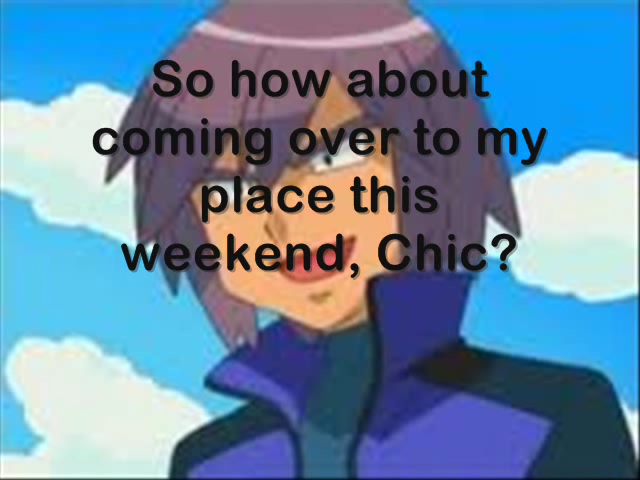 So how about
coming over to my
place this
weekend, Chic?